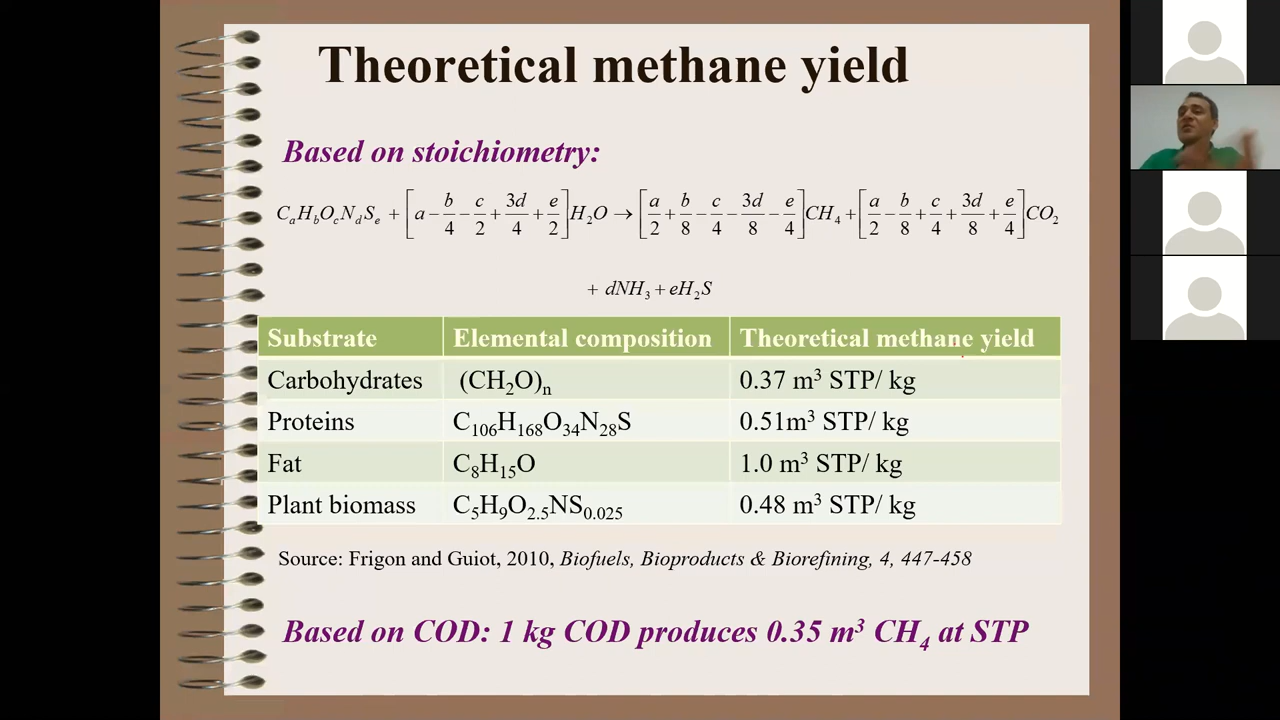 Theoretical methane yield
Based on stoichiometry:
CₐH_bO_cN_dS_e + [a − b/4 − c/2 + 3d/4 + e/2]H₂O → [a/2 + b/8 − c/4 − 3d/8 − e/4]CH₄ + [a/2 − b/8 + c/4 + 3d/8 + e/4]CO₂
+ dNH₃ + eH₂S
Substrate Elemental composition Theoretical methane yield
Carbohydrates (CH₂O)ₙ 0.37 m³ STP/ kg
Proteins C₁₀₆H₁₆₈O₃₄N₂₈S 0.51m³ STP/ kg
Fat C₈H₁₅O 1.0 m³ STP/ kg
Plant biomass C₅H₉O₂.₅NS₀.₀₂₅ 0.48 m³ STP/ kg
Source: Frigon and Guiot, 2010, Biofuels, Bioproducts & Biorefining, 4, 447-458
Based on COD: 1 kg COD produces 0.35 m³ CH₄ at STP